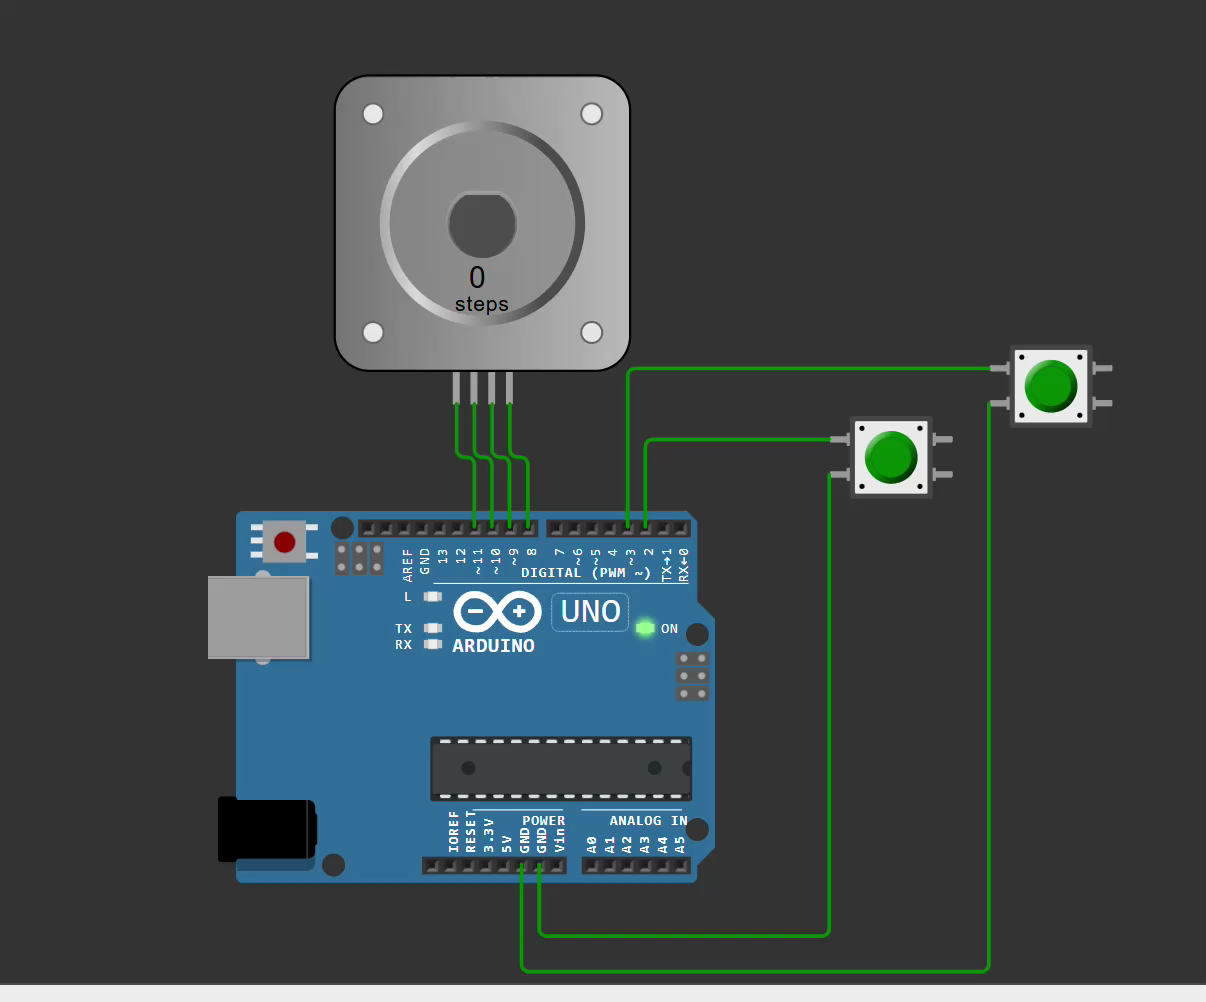 0
steps
AREF
GND
13
12
~11
~10
~9
8
7
~6
~5
~4
~3
2
TX→1
RX←0
DIGITAL (PWM ~)
L
TX
RX
UNO
ON
ARDUINO
POWER
ANALOG IN
IOREF
RESET
3.3V
5V
GND
GND
Vin
A0
A1
A2
A3
A4
A5